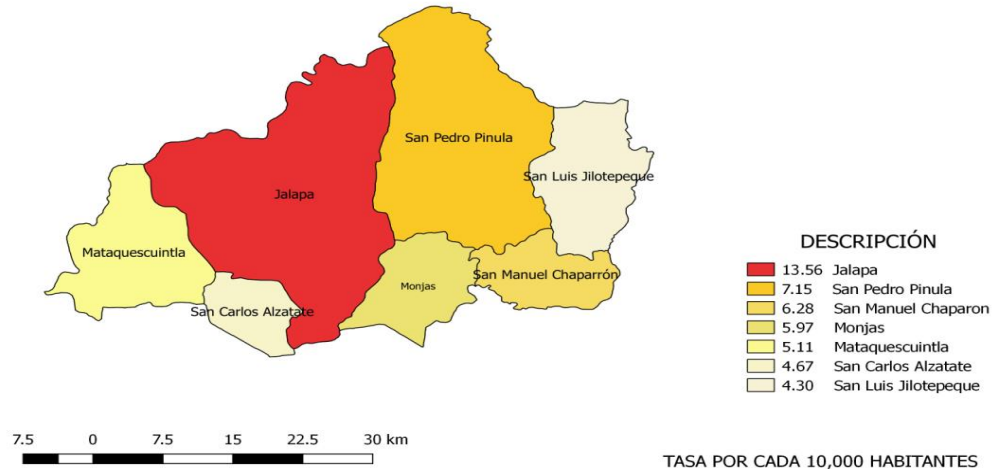 San Pedro Pinula
San Luis Jilotepeque
Jalapa
Mataquescuintla
San Manuel Chaparrón
Monjas
San Carlos Alzatate
DESCRIPCIÓN
13.56 Jalapa
7.15 San Pedro Pinula
6.28 San Manuel Chaparon
5.97 Monjas
5.11 Mataquescuintla
4.67 San Carlos Alzatate
4.30 San Luis Jilotepeque
7.5 0 7.5 15 22.5 30 km
TASA POR CADA 10,000 HABITANTES